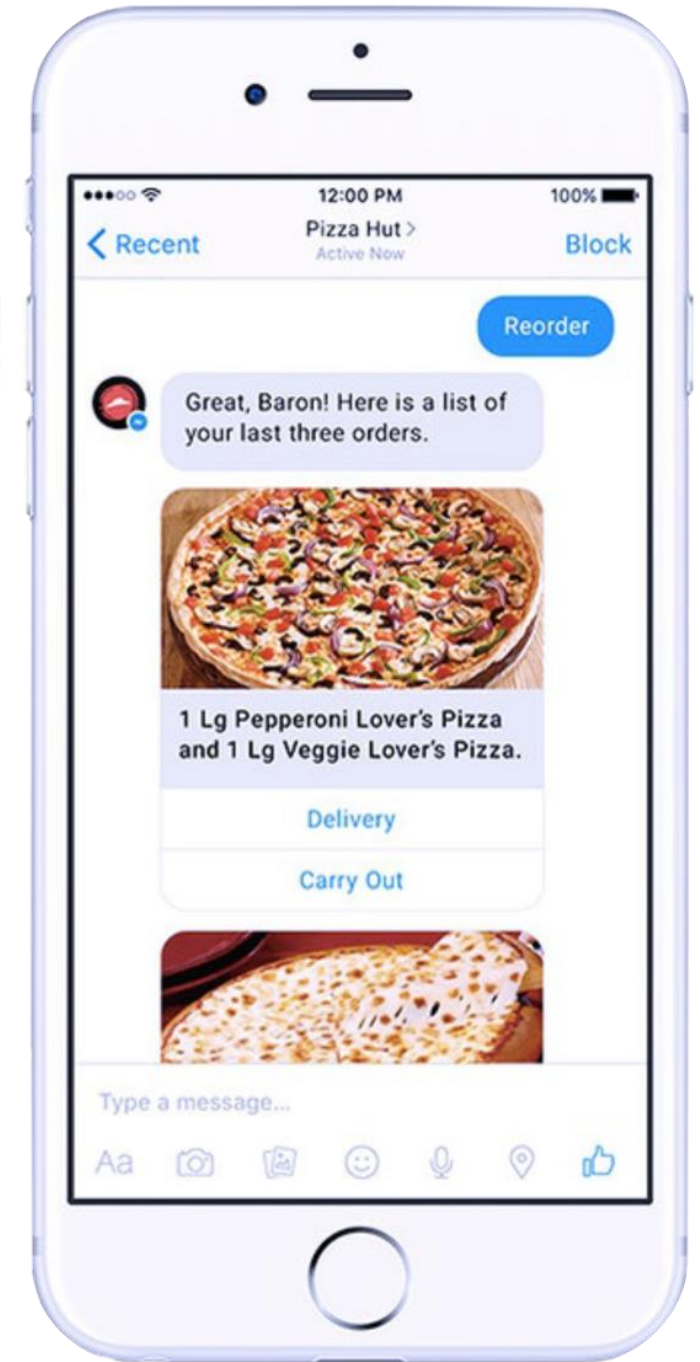 12:00 PM
100%
Recent
Pizza Hut >
Active Now
Block
Reorder
Great, Baron! Here is a list of
your last three orders.
1 Lg Pepperoni Lover's Pizza
and 1 Lg Veggie Lover's Pizza.
Delivery
Carry Out
Type a message...
Aa